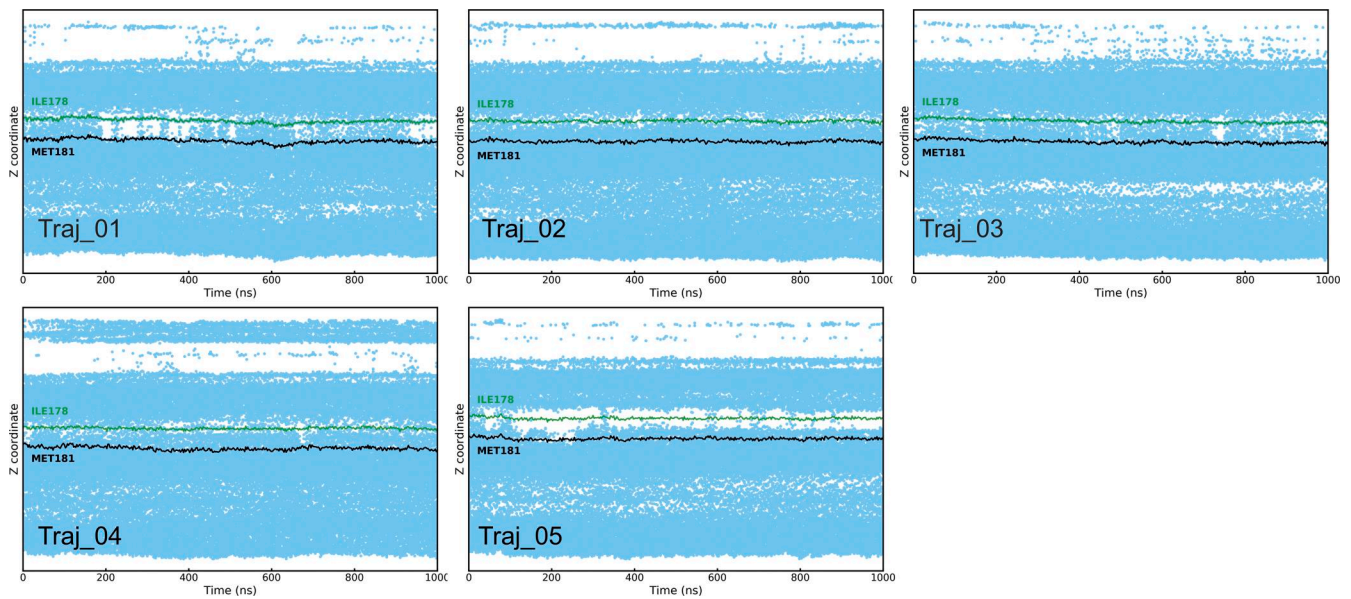 Z coordinate
ILE178
MET181
Traj_01
0 200 400 600 800 1000
Time (ns)
Z coordinate
ILE178
MET181
Traj_02
0 200 400 600 800 1000
Time (ns)
Z coordinate
ILE178
MET181
Traj_03
0 200 400 600 800 1000
Time (ns)
Z coordinate
ILE178
MET181
Traj_04
0 200 400 600 800 1000
Time (ns)
Z coordinate
ILE178
MET181
Traj_05
0 200 400 600 800 1000
Time (ns)